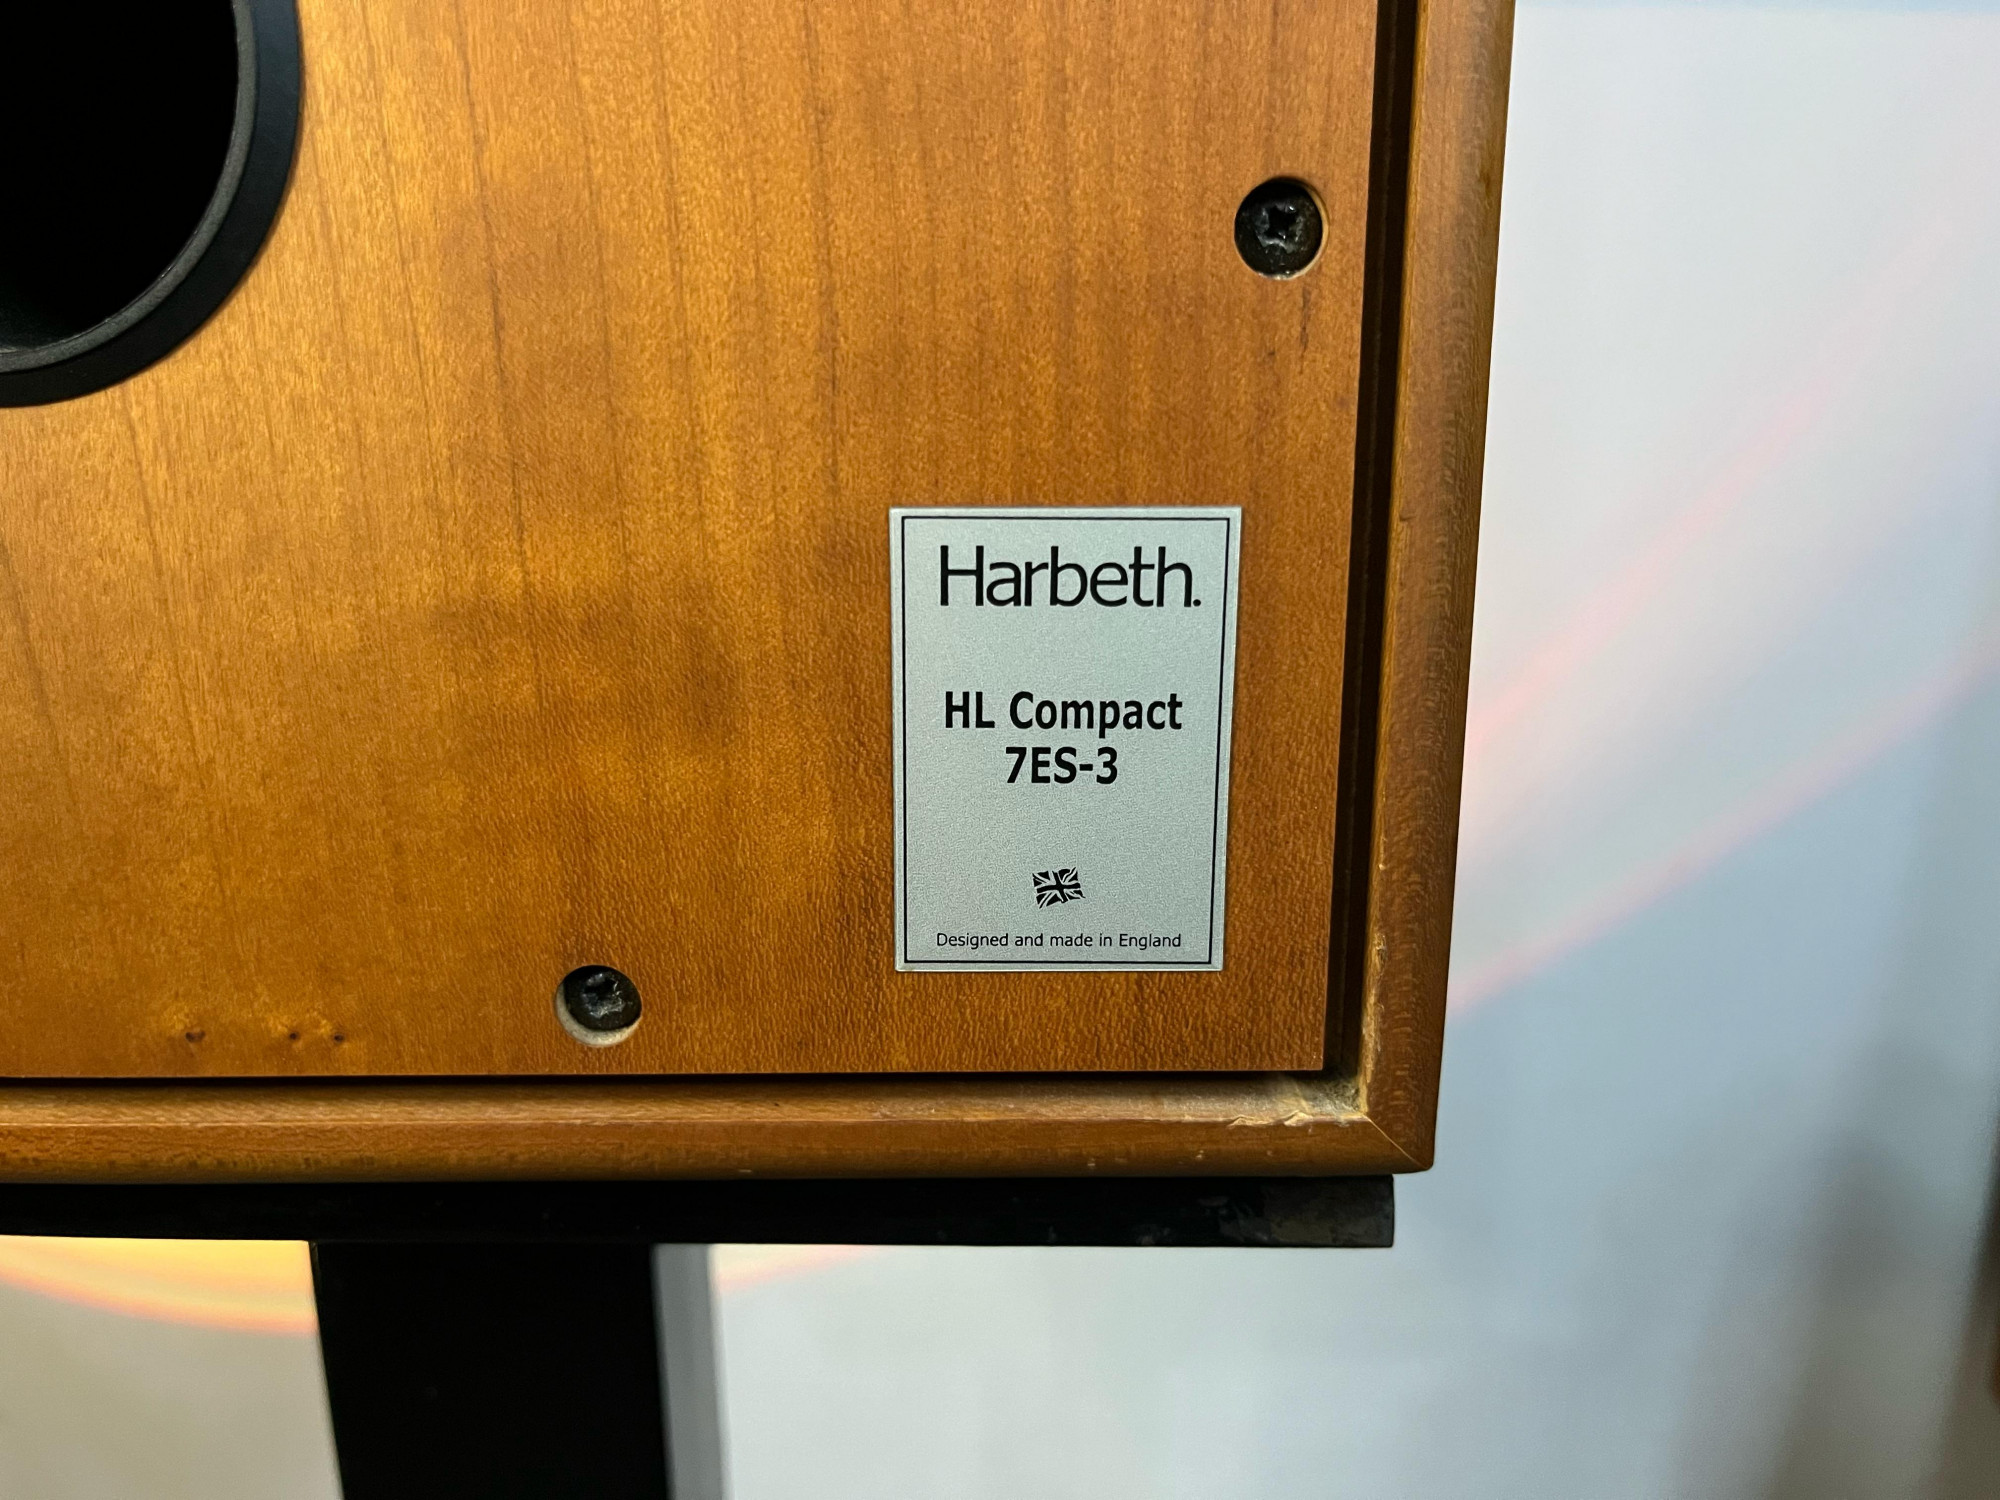 Harbeth.
HL Compact
7ES-3
Designed and made in England